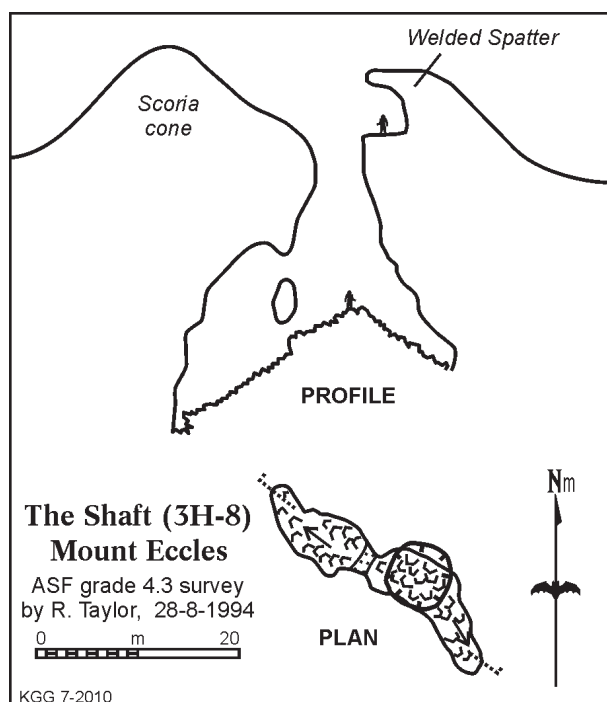 Welded Spatter
Scoria
cone
PROFILE
The Shaft (3H-8)
Mount Eccles
ASF grade 4.3 survey
by R. Taylor, 28-8-1994
0 m 20
PLAN
Nm
KGG 7-2010